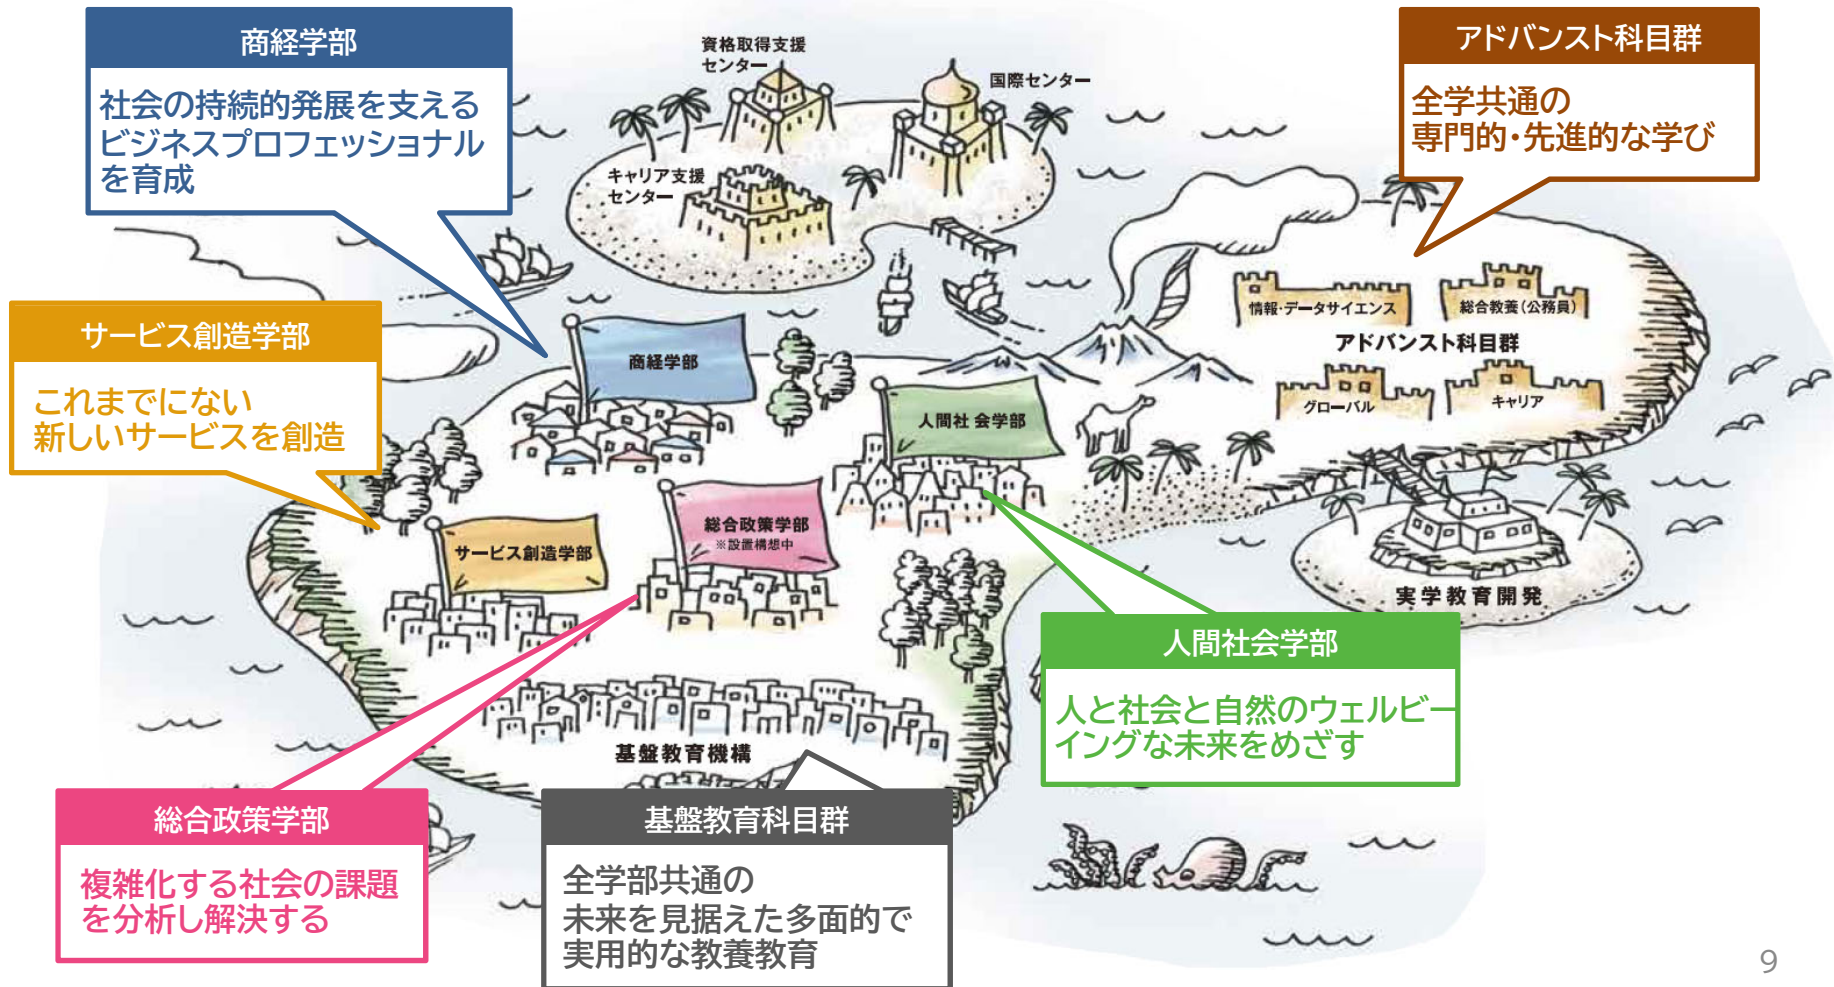 商経学部
社会の持続的発展を支える
ビジネスプロフェッショナル
を育成
資格取得支援
センター
国際センター
キャリア支援
センター
アドバンスト科目群
全学共通の
専門的・先進的な学び
サービス創造学部
これまでにない
新しいサービスを創造
商経学部
人間社会学部
情報・データサイエンス
総合教養(公務員)
アドバンスト科目群
グローバル
キャリア
サービス創造学部
総合政策学部
※設置構想中
実学教育開発
人間社会学部
人と社会と自然のウェルビー
イングな未来をめざす
基盤教育機構
総合政策学部
複雑化する社会の課題
を分析し解決する
基盤教育科目群
全学部共通の
未来を見据えた多面的で
実用的な教養教育
9